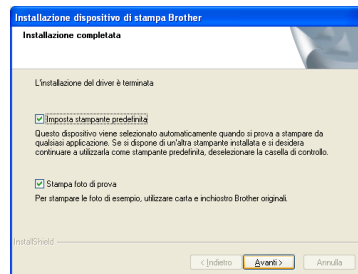 Installazione dispositivo di stampa Brother
Installazione completata
L'installazione del driver è terminata
Imposta stampante predefinita
Questo dispositivo viene selezionato automaticamente quando si prova a stampare da
qualsiasi applicazione. Se si dispone di un'altra stampante installata e si desidera
continuare a utilizzarla come stampante predefinita, deselezionare la casella di controllo.
Stampa foto di prova
Per stampare le foto di esempio, utilizzare carta e inchiostro Brother originali.
InstallShield
< Indietro Avanti > Annulla